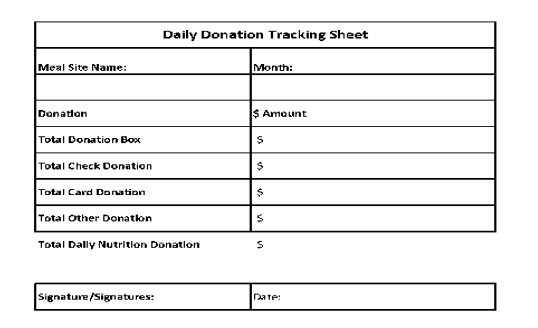 Daily Donation Tracking Sheet
Meal Site Name: Month:
Donation $ Amount
Total Donation Box $
Total Check Donation $
Total Card Donation $
Total Other Donation $
Total Daily Nutrition Donation $
Signature/Signatures: Date: